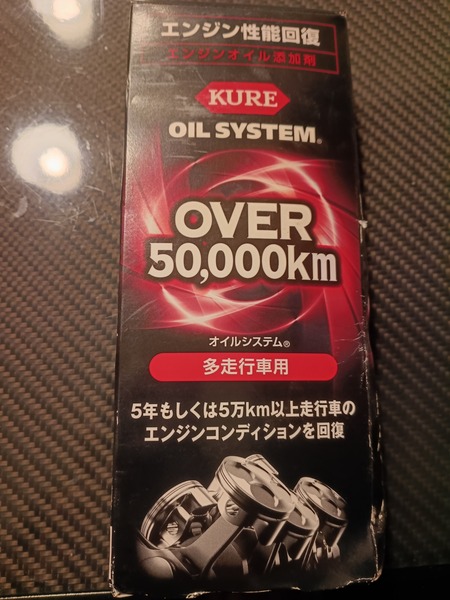 エンジン性能回復
エンジンオイル添加剤
KURE
OIL SYSTEM®
OVER
50,000km
オイルシステム®
多走行車用
5年もしくは5万km以上走行車の
エンジンコンディションを回復